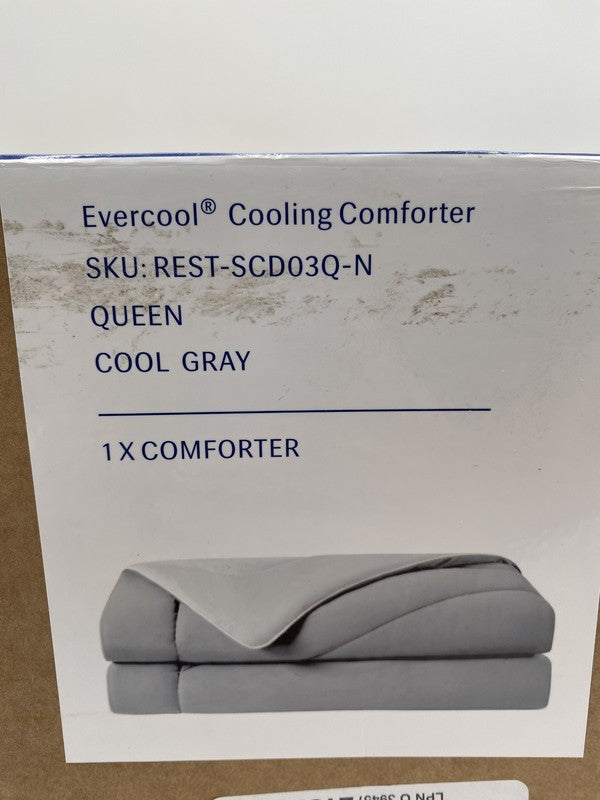 Evercool® Cooling Comforter
SKU: REST-SCD03Q-N
QUEEN
COOL GRAY
1 X COMFORTER